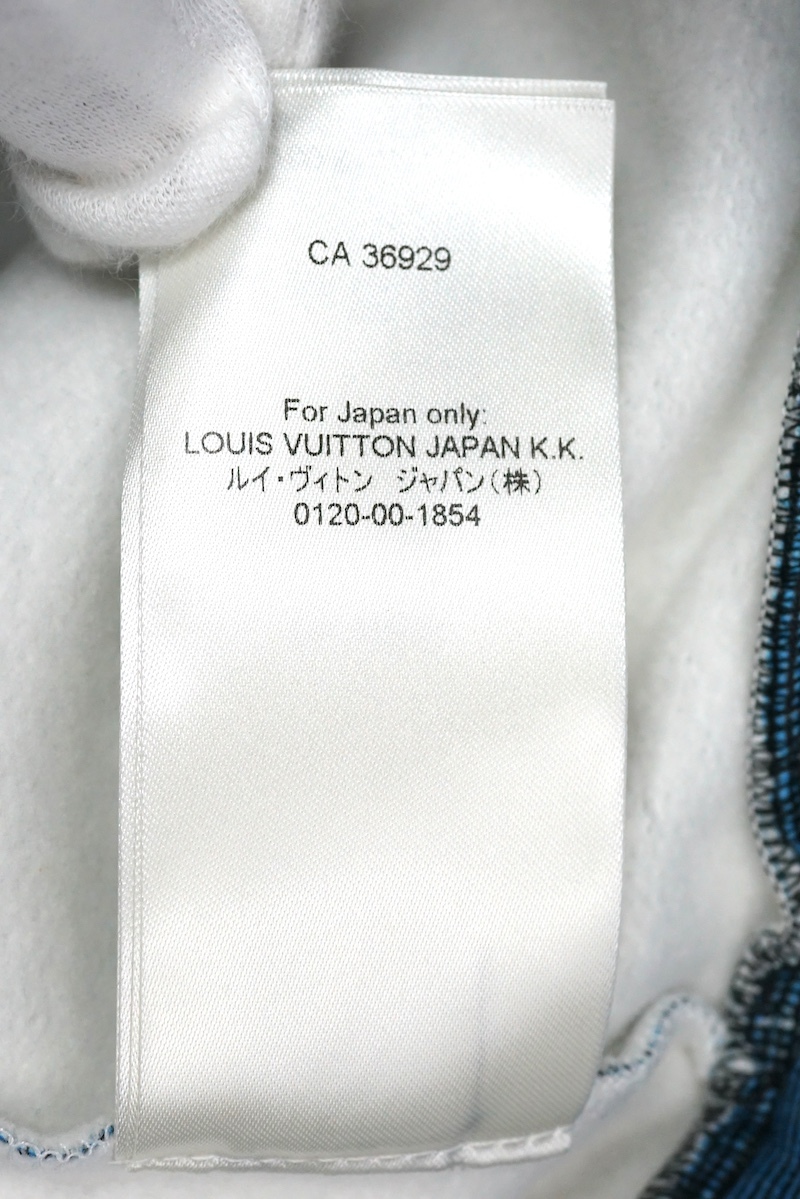 CA 36929
For Japan only:
LOUIS VUITTON JAPAN K.K.
ルイ・ヴィトン ジャパン(株)
0120-00-1854